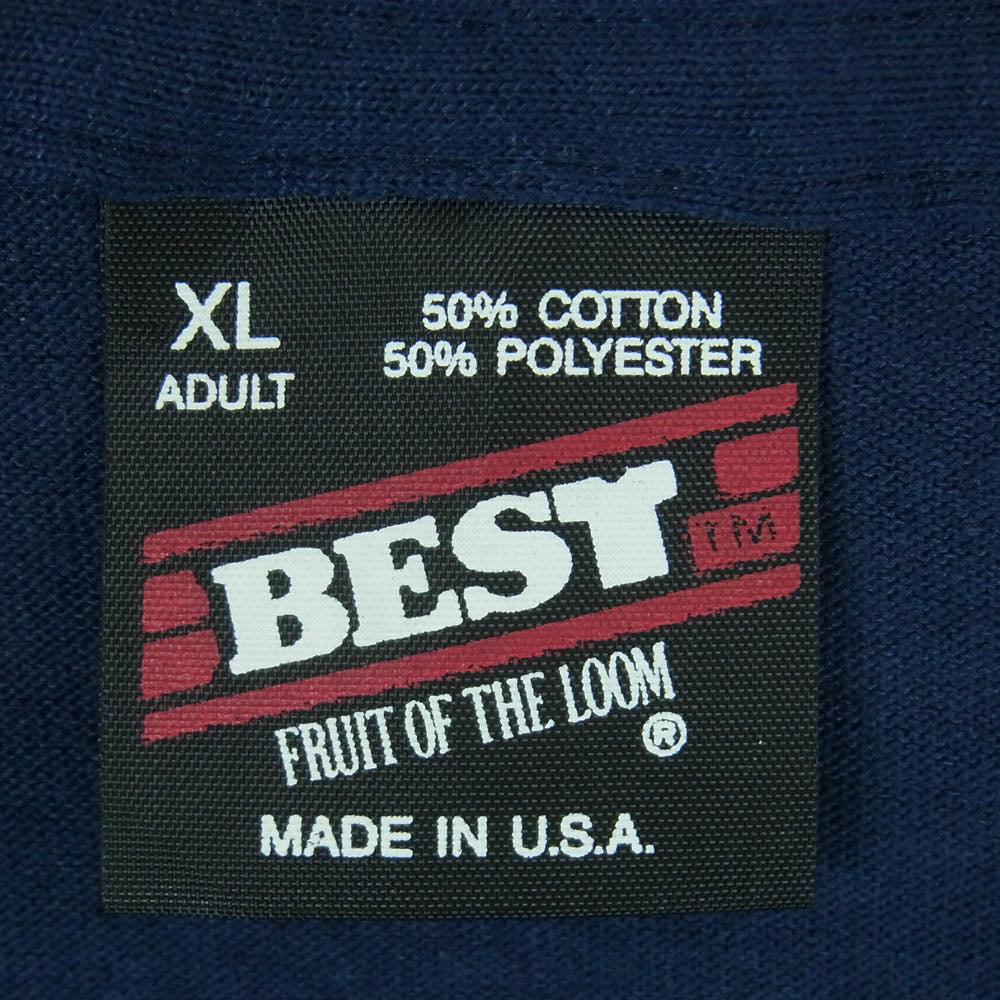 XL
ADULT
50% COTTON
50% POLYESTER
BEST TM
FRUIT OF THE LOOM
®
MADE IN U.S.A.